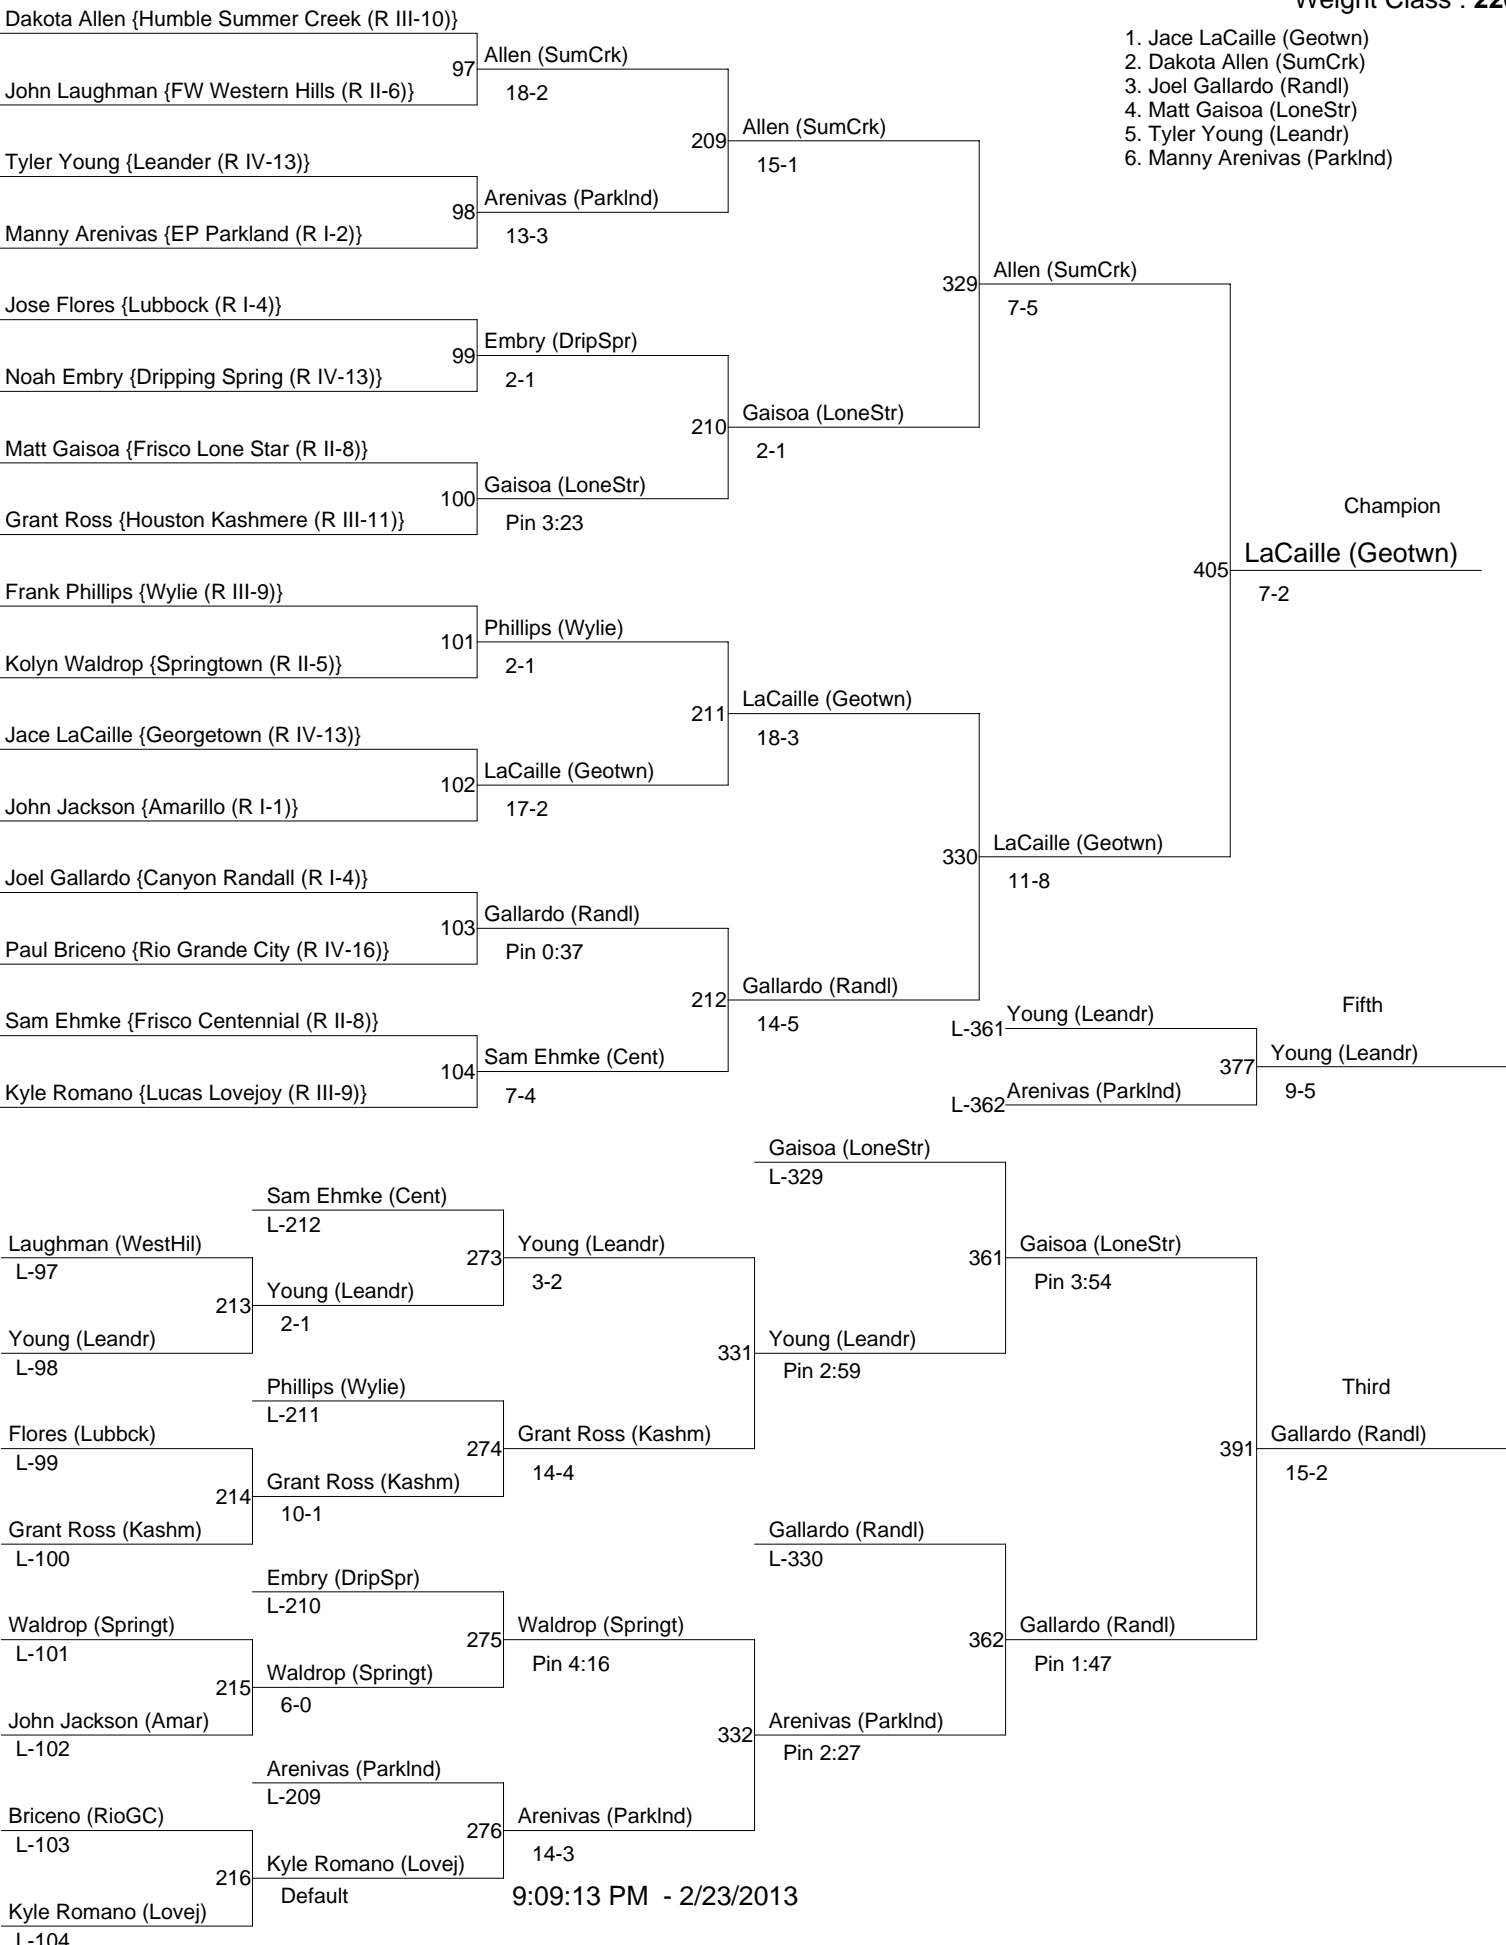 Weight Class :
1. Jace LaCaille (Geotwn)
2. Dakota Allen (SumCrk)
3. Joel Gallardo (Randl)
4. Matt Gaisoa (LoneStr)
5. Tyler Young (Leandr)
6. Manny Arenivas (Parklnd)
Dakota Allen {Humble Summer Creek (R III-10)}
97
Allen (SumCrk)
John Laughman {FW Western Hills (R II-6)}
18-2
209
Allen (SumCrk)
15-1
Tyler Young {Leander (R IV-13)}
98
Arenivas (Parklnd)
Manny Arenivas {EP Parkland (R I-2)}
13-3
329
Allen (SumCrk)
7-5
Jose Flores {Lubbock (R I-4)}
99
Embry (DripSpr)
Noah Embry {Dripping Spring (R IV-13)}
2-1
210
Gaisoa (LoneStr)
2-1
Matt Gaisoa {Frisco Lone Star (R II-8)}
100
Gaisoa (LoneStr)
Grant Ross {Houston Kashmere (R III-11)}
Pin 3:23
Champion
405
LaCaille (Geotwn)
7-2
Frank Phillips {Wylie (R III-9)}
101
Phillips (Wylie)
Kolyn Waldrop {Springtown (R II-5)}
2-1
211
LaCaille (Geotwn)
18-3
Jace LaCaille {Georgetown (R IV-13)}
102
LaCaille (Geotwn)
John Jackson {Amarillo (R I-1)}
17-2
330
LaCaille (Geotwn)
11-8
Joel Gallardo {Canyon Randall (R I-4)}
103
Gallardo (Randl)
Paul Briceno {Rio Grande City (R IV-16)}
Pin 0:37
212
Gallardo (Randl)
14-5
Sam Ehmke {Frisco Centennial (R II-8)}
104
Sam Ehmke (Cent)
Kyle Romano {Lucas Lovejoy (R III-9)}
7-4
Fifth
L-361
Young (Leandr)
377
Young (Leandr)
9-5
L-362
Arenivas (Parklnd)
Gaisoa (LoneStr)
L-329
Sam Ehmke (Cent)
L-212
Laughman (WestHil)
L-97
273
Young (Leandr)
3-2
361
Gaisoa (LoneStr)
Pin 3:54
213
Young (Leandr)
2-1
Young (Leandr)
L-98
331
Young (Leandr)
Pin 2:59
Phillips (Wylie)
L-211
Third
Flores (Lubbck)
L-99
274
Grant Ross (Kashm)
14-4
391
Gallardo (Randl)
15-2
214
Grant Ross (Kashm)
10-1
Grant Ross (Kashm)
L-100
Gallardo (Randl)
L-330
Embry (DripSpr)
L-210
Waldrop (Springt)
L-101
275
Waldrop (Springt)
Pin 4:16
362
Gallardo (Randl)
Pin 1:47
215
Waldrop (Springt)
6-0
John Jackson (Amar)
L-102
332
Arenivas (Parklnd)
Pin 2:27
Arenivas (Parklnd)
L-209
Briceno (RioGC)
L-103
276
Arenivas (Parklnd)
14-3
216
Kyle Romano (Lovej)
Default
9:09:13 PM - 2/23/2013
Kyle Romano (Lovej)
L-104